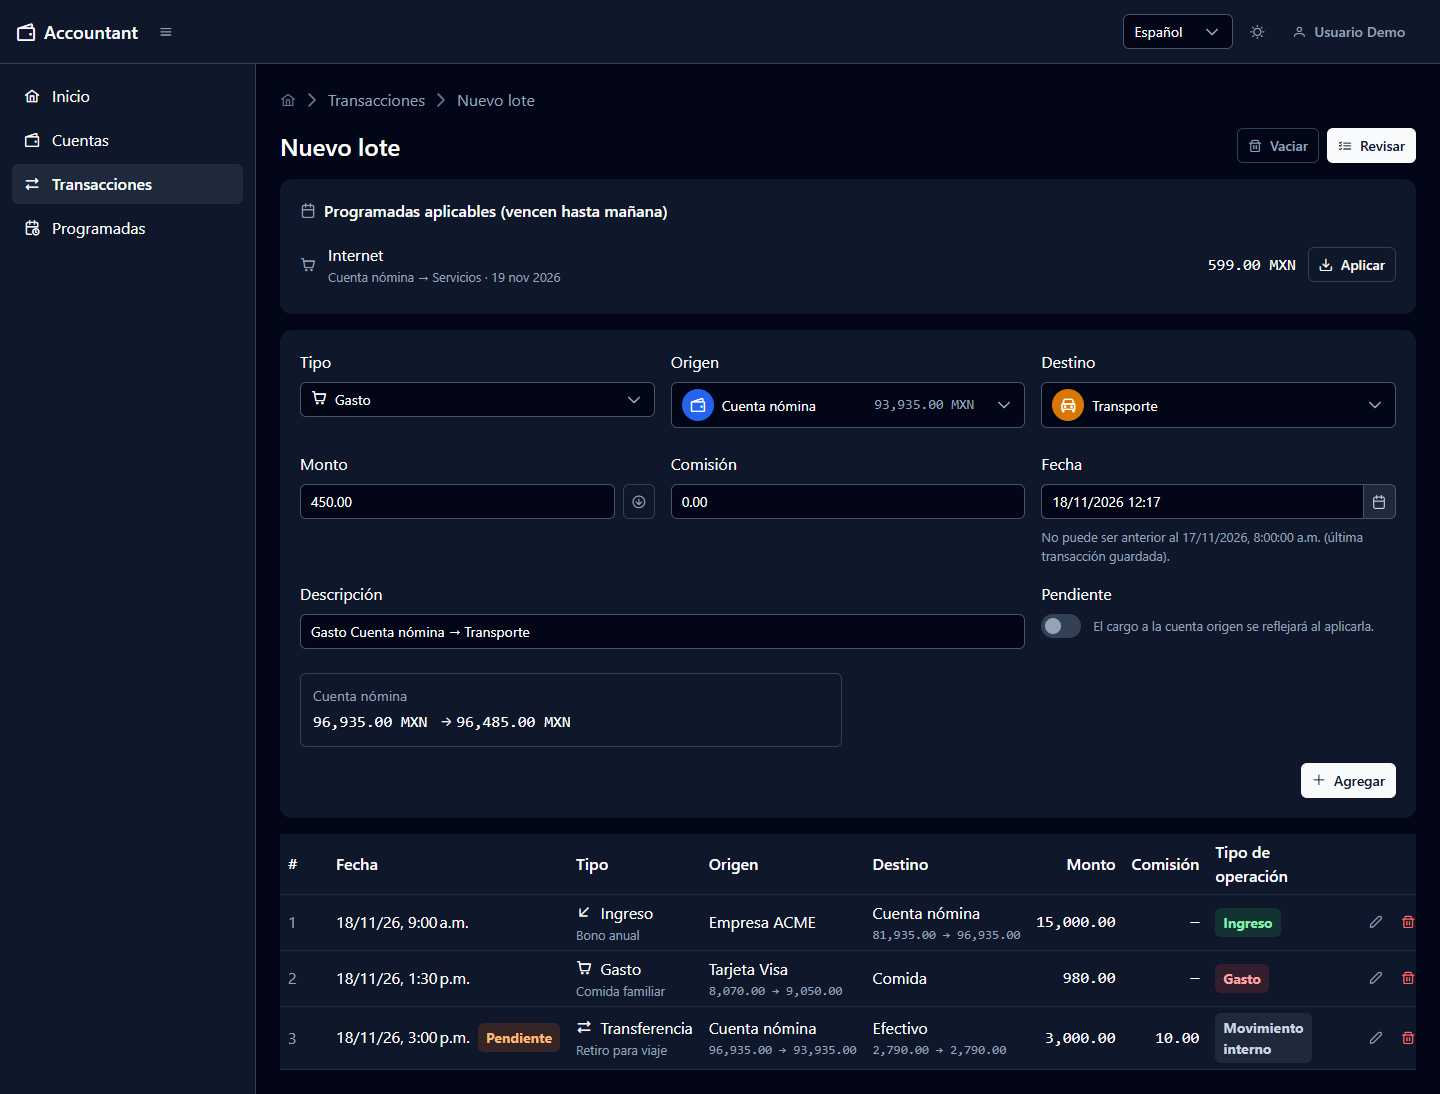 Accountant
Español
Usuario Demo
Inicio
Cuentas
Transacciones
Programadas
Transacciones
Nuevo lote
Nuevo lote
Vaciar
Revisar
Programadas aplicables (vencen hasta mañana)
Internet
Cuenta nómina → Servicios · 19 nov 2026
599.00 MXN
Aplicar
Tipo
Origen
Destino
Gasto
Cuenta nómina
93,935.00 MXN
Transporte
Monto
Comisión
Fecha
450.00
0.00
18/11/2026 12:17
No puede ser anterior al 17/11/2026, 8:00:00 a.m. (última
transacción guardada).
Descripción
Pendiente
Gasto Cuenta nómina → Transporte
El cargo a la cuenta origen se reflejará al aplicarla.
Cuenta nómina
96,935.00 MXN → 96,485.00 MXN
Agregar
# Fecha Tipo Origen Destino Monto Comisión Tipo de operación
1 18/11/26, 9:00 a.m. Ingreso Empresa ACME Cuenta nómina 15,000.00 — Ingreso
Bono anual 81,935.00 → 96,935.00
2 18/11/26, 1:30 p.m. Gasto Tarjeta Visa Comida 980.00 — Gasto
Comida familiar 8,070.00 → 9,050.00
3 18/11/26, 3:00 p.m. Pendiente Transferencia Cuenta nómina Efectivo 3,000.00 10.00 Movimiento interno
Retiro para viaje 96,935.00 → 93,935.00 2,790.00 → 2,790.00